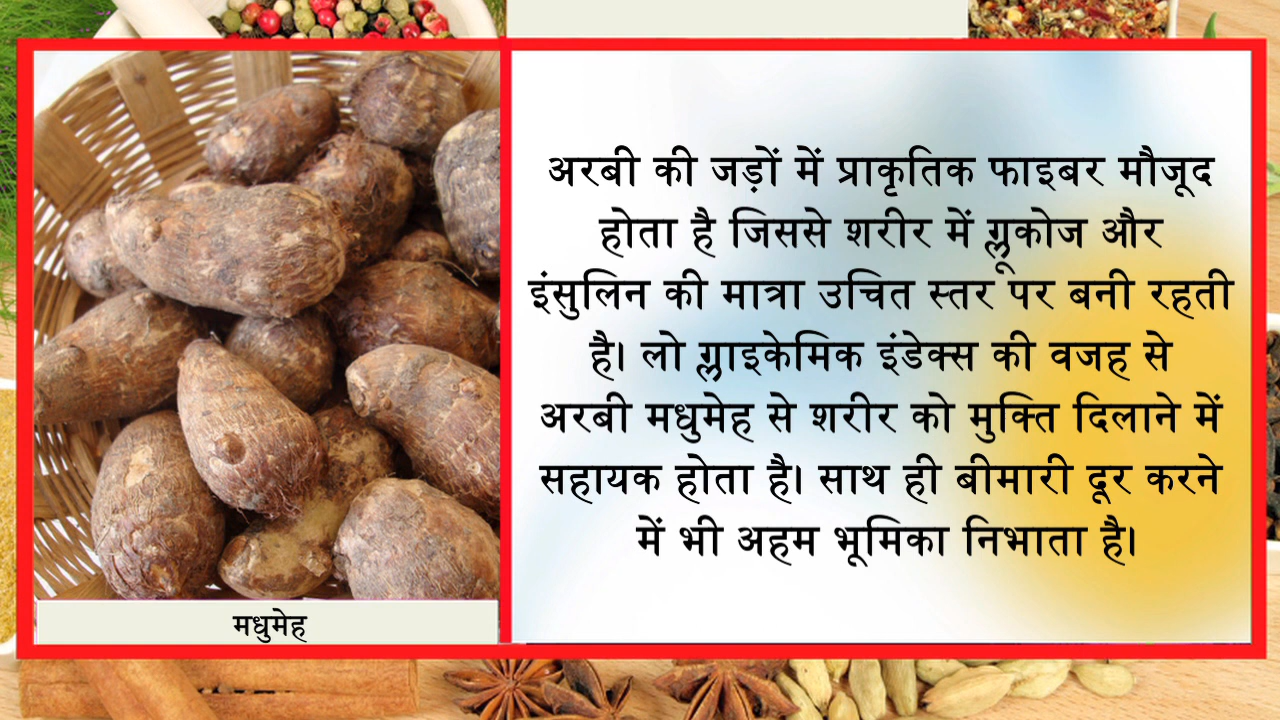 अरबी की जड़ों में प्राकृतिक फाइबर मौजूद
होता है जिससे शरीर में ग्लूकोज और
इंसुलिन की मात्रा उचित स्तर पर बनी रहती
है। लो ग्लाइकेमिक इंडेक्स की वजह से
अरबी मधुमेह से शरीर को मुक्ति दिलाने में
सहायक होता है। साथ ही बीमारी दूर करने
में भी अहम भूमिका निभाता है।
मधुमेह